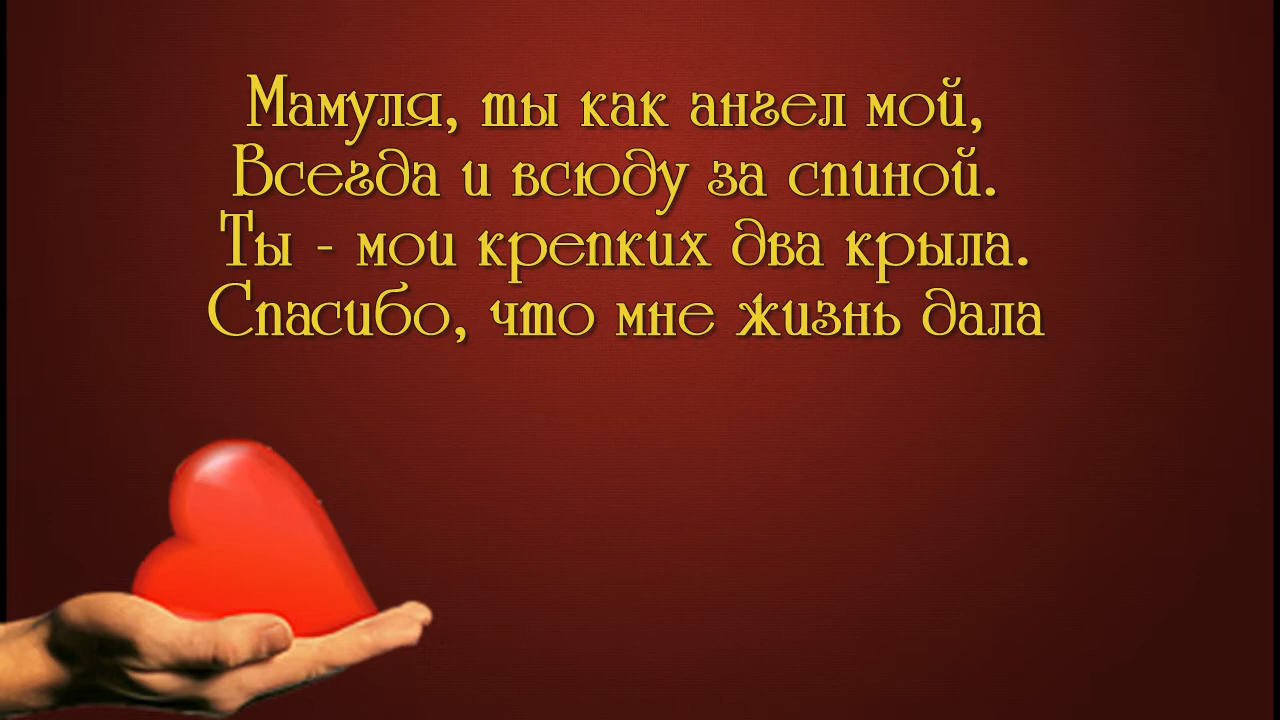 Мамуля, ты как ангел мой,
Всегда и всюду за спиной.
Ты - мои крепких два крыла.
Спасибо, что мне жизнь дала